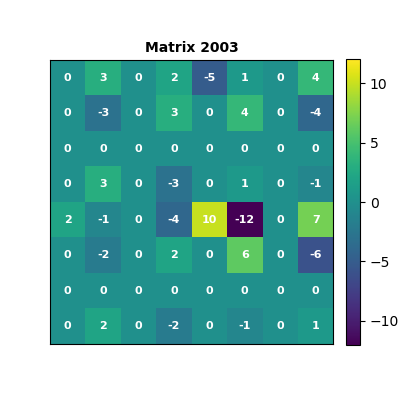 Matrix 2003
0 3 0 2 -5 1 0 4
0 -3 0 3 0 4 0 -4
0 0 0 0 0 0 0 0
0 3 0 -3 0 1 0 -1
2 -1 0 -4 10 -12 0 7
0 -2 0 2 0 6 0 -6
0 0 0 0 0 0 0 0
0 2 0 -2 0 -1 0 1
10
5
0
−5
−10